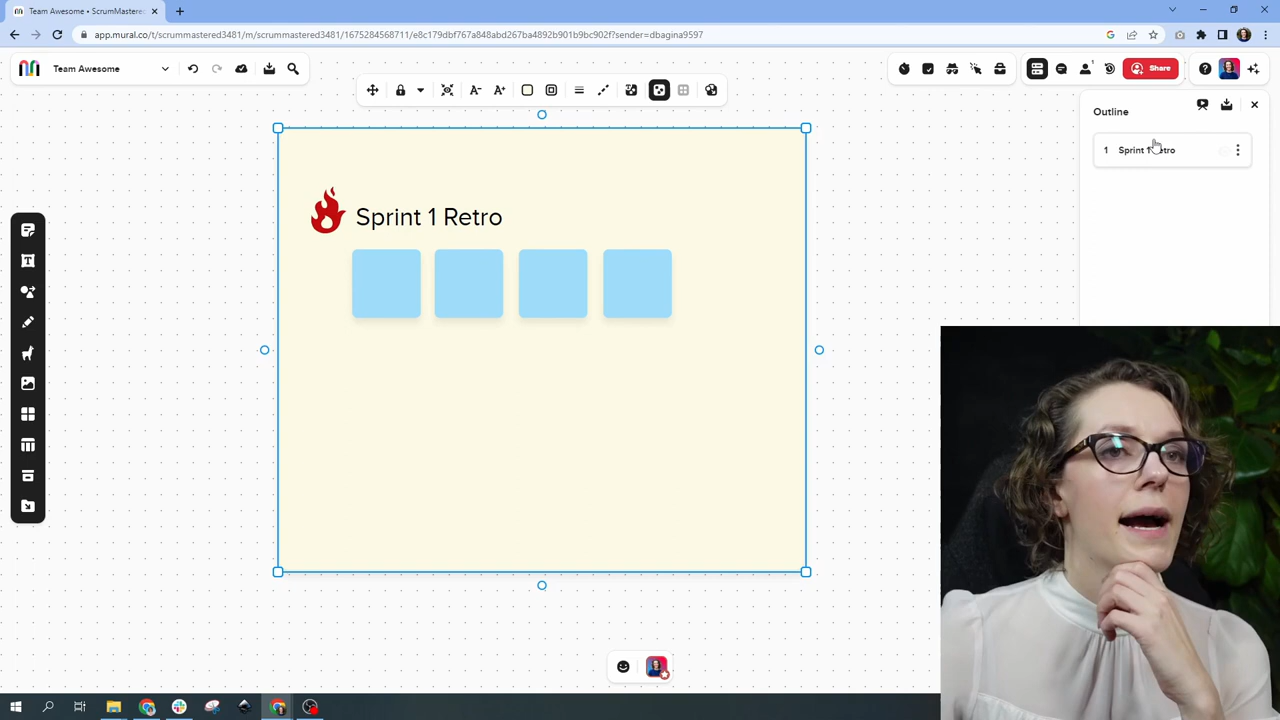 Team Awesome • ScrumMastered
app.mural.co/t/scrummastered3481/m/scrummastered3481/1675284568711/e8c179dbf767a848abd267ba4892b901b9bc902f?sender=dbagina9597
Team Awesome
Share
A- A+
Outline
1 Sprint 1 Retro
Sprint 1 Retro